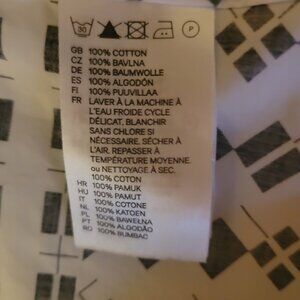 30 P
GB 100% COTTON
CZ 100% BAVLNA
DE 100% BAUMWOLLE
ES 100% ALGODÓN
FI 100% PUUVILLAA
FR LAVER À LA MACHINE À
L'EAU FROIDE CYCLE
DÉLICAT, BLANCHIR
SANS CHLORE SI
NÉCESSAIRE. SÉCHER À
L'AIR. REPASSER À
TEMPÉRATURE MOYENNE.
ou NETTOYAGE À SEC.
100% COTON
HR 100% PAMUK
HU 100% PAMUT
IT 100% COTONE
NL 100% KATOEN
PL 100% BAWEŁNA
PT 100% ALGODÃO
RO 100% BUMBAC